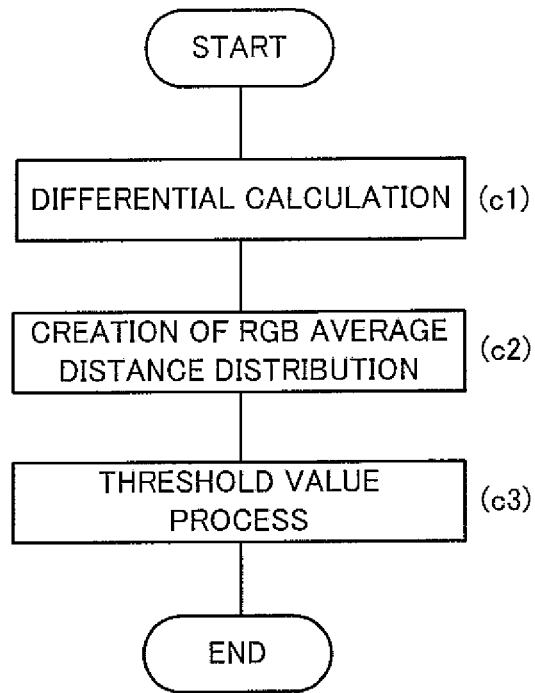 START
DIFFERENTIAL CALCULATION (c1)
CREATION OF RGB AVERAGE
DISTANCE DISTRIBUTION (c2)
THRESHOLD VALUE
PROCESS (c3)
END